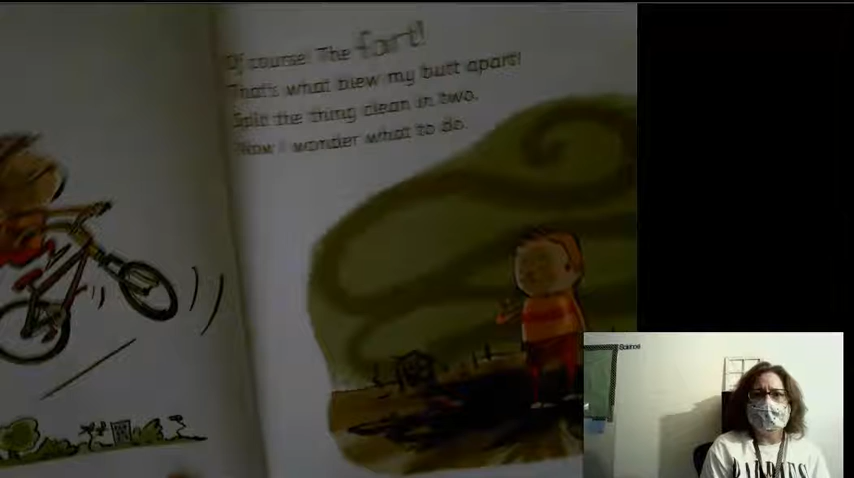 Of course! The fart!
That's what blew my butt apart!
Split the thing clean in two.
Now I wonder what to do.
Science